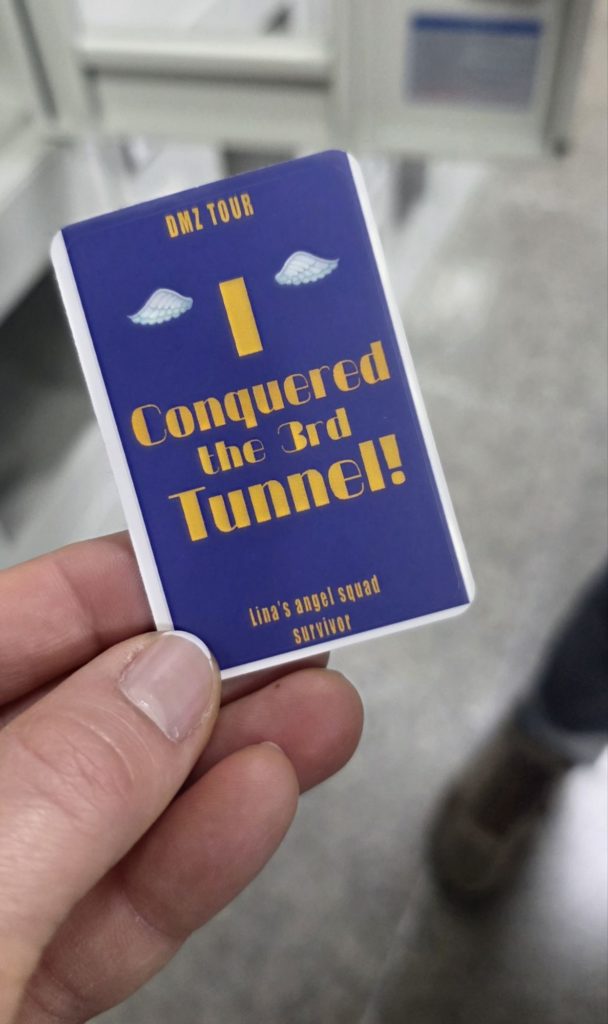 DMZ TOUR
I
Conquered
the 3rd
Tunnel!
Lina's angel squad
survivor